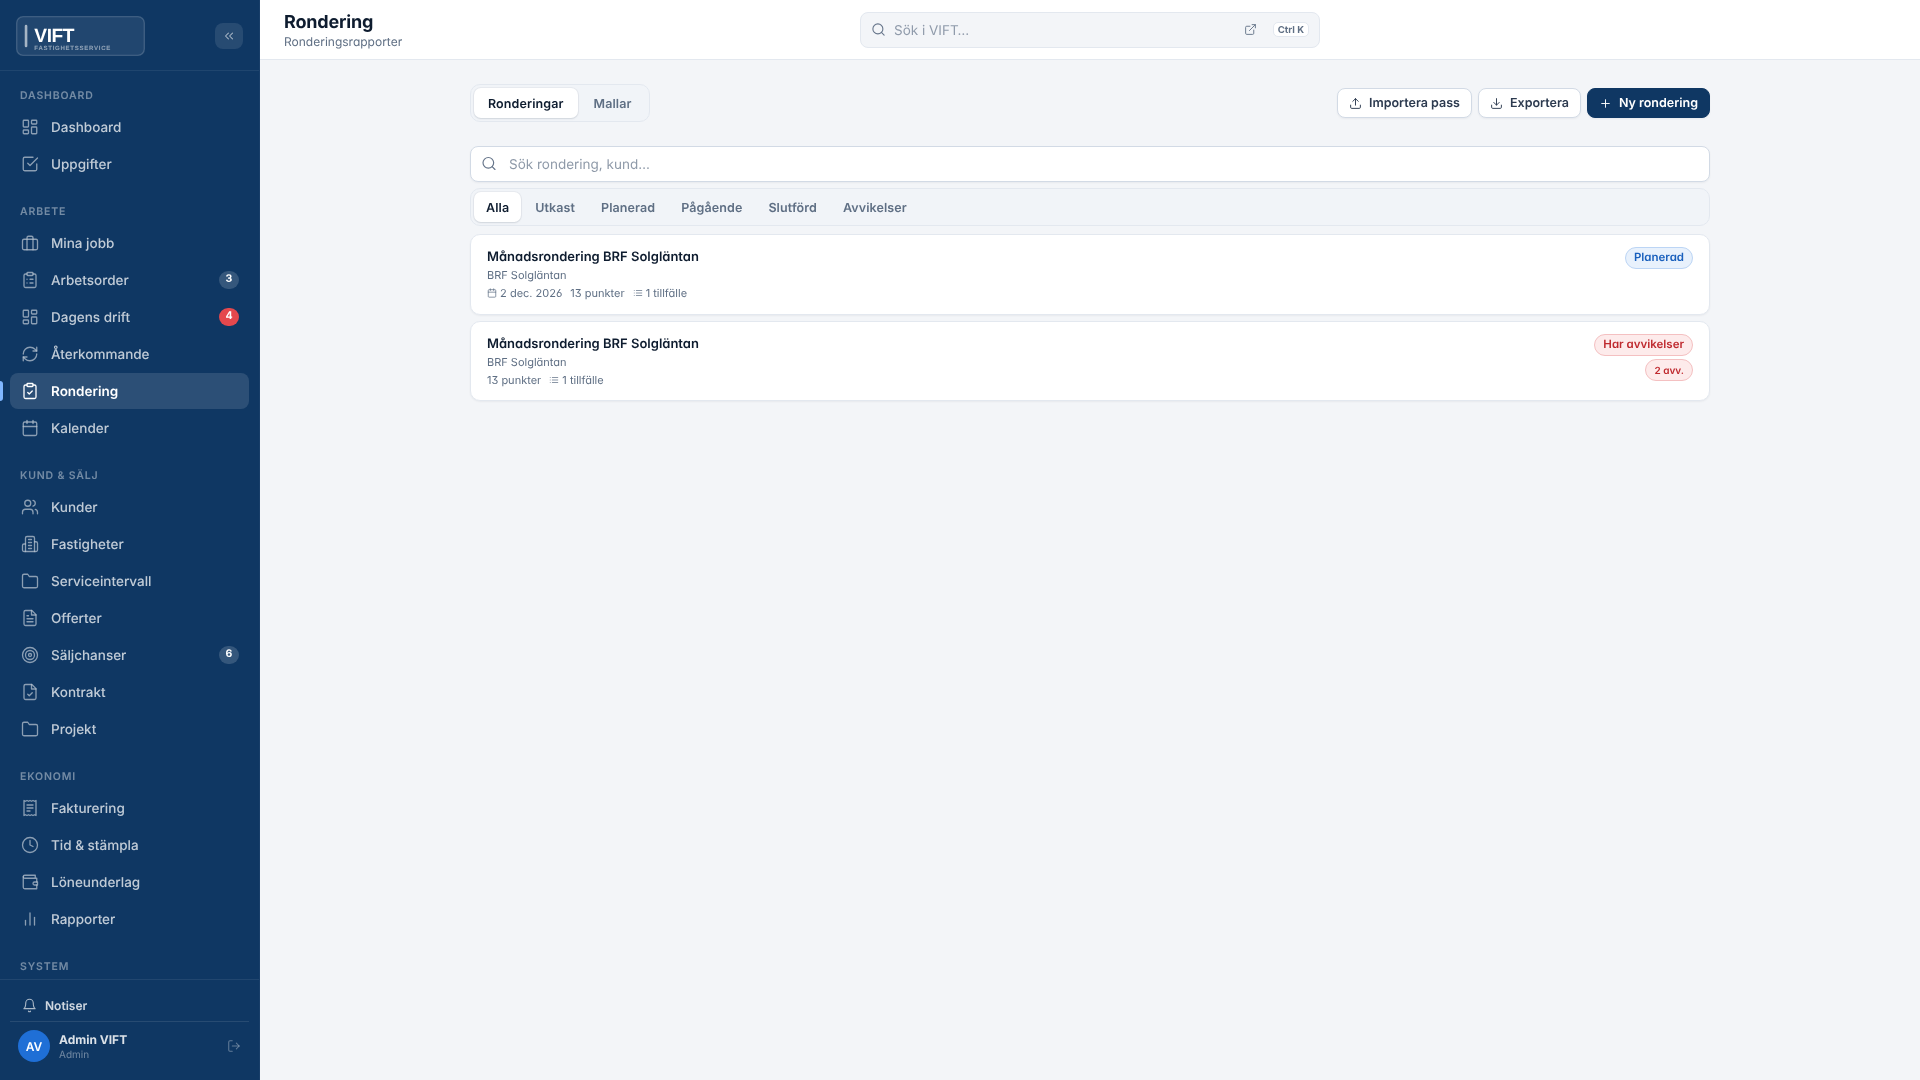 VIFT
FASTIGHETSSERVICE
DASHBOARD
Dashboard
Uppgifter
ARBETE
Mina jobb
Arbetsorder 3
Dagens drift 4
Återkommande
Rondering
Kalender
KUND & SÄLJ
Kunder
Fastigheter
Serviceintervall
Offerter
Säljchanser 6
Kontrakt
Projekt
EKONOMI
Fakturering
Tid & stämpla
Löneunderlag
Rapporter
SYSTEM
Notiser
AV Admin VIFT
Admin
Rondering
Ronderingsrapporter
Sök i VIFT... Ctrl K
Ronderingar Mallar
Importera pass Exportera Ny rondering
Sök rondering, kund...
Alla Utkast Planerad Pågående Slutförd Avvikelser
Månadsrondering BRF Solgläntan Planerad
BRF Solgläntan
2 dec. 2026 13 punkter 1 tillfälle
Månadsrondering BRF Solgläntan Har avvikelser
BRF Solgläntan 2 avv.
13 punkter 1 tillfälle